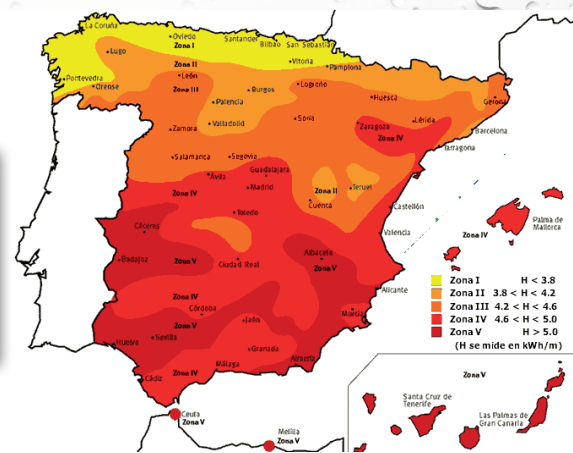 La Coruña
Oviedo
Santander
Bilbao
San Sebastián
Zona I
Lugo
Vitoria
Pamplona
Zona II
León
Pontevedra
Orense
Zona III
Burgos
Logroño
Huesca
Gerona
Palencia
Zamora
Valladolid
Soria
Zaragoza
Lérida
Zona IV
Barcelona
Tarragona
Salamanca
Segovia
Ávila
Guadalajara
Madrid
Zona IV
Zona II
Teruel
Cuenca
Toledo
Castellón
Palma de
Mallorca
Zona IV
Cáceres
Valencia
Badajoz
Zona V
Ciudad Real
Albacete
Zona V
Alicante
Zona IV
Córdoba
Murcia
Zona V
Jaén
Huelva
Sevilla
Granada
Almería
Málaga
Cádiz
Zona IV
Zona I H < 3.8
Zona II 3.8 < H < 4.2
Zona III 4.2 < H < 4.6
Zona IV 4.6 < H < 5.0
Zona V H > 5.0
(H se mide en kWh/m)
Ceuta
Zona V
Melilla
Zona V
Zona V
Santa Cruz de
Tenerife
Las Palmas de
Gran Canaria